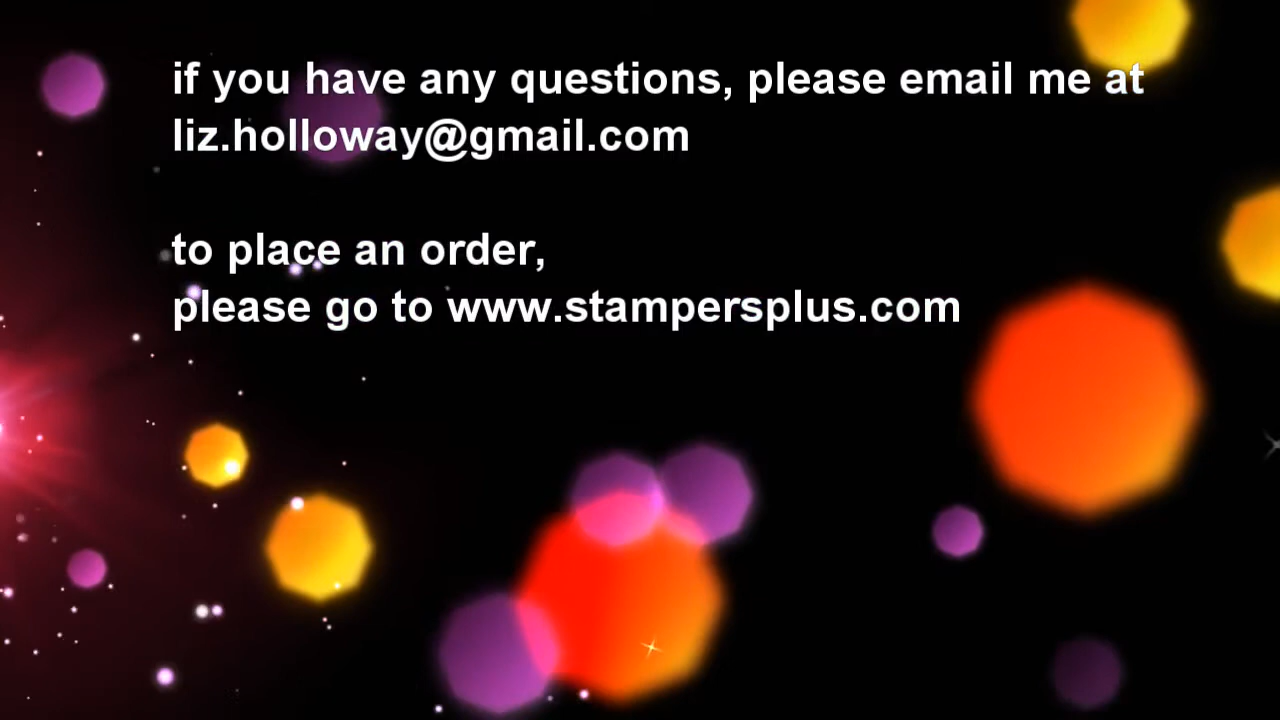 if you have any questions, please email me at
liz.holloway@gmail.com
to place an order,
please go to www.stampersplus.com